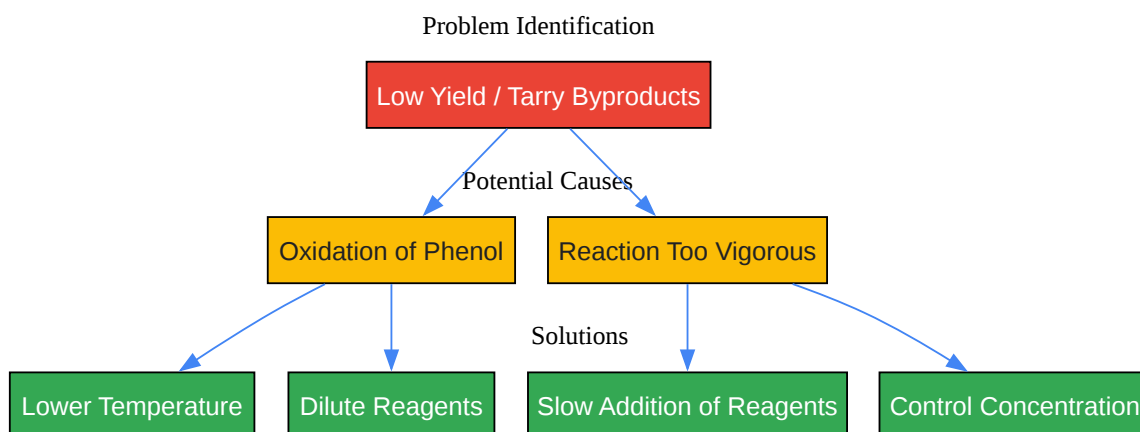 Problem Identification
Low Yield / Tarry Byproducts
Potential Causes
Oxidation of Phenol
Reaction Too Vigorous
Solutions
Lower Temperature
Dilute Reagents
Slow Addition of Reagents
Control Concentration